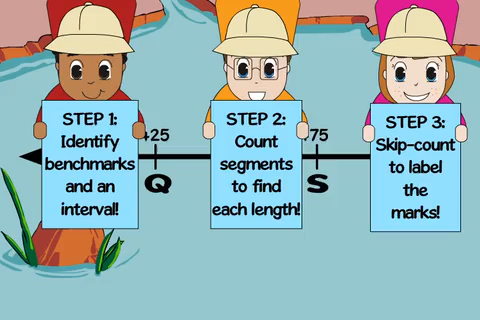 STEP 1:
Identify
benchmarks
and an
interval!
25
Q
STEP 2:
Count
segments
to find
each length!
75
S
STEP 3:
Skip-count
to label
the
marks!